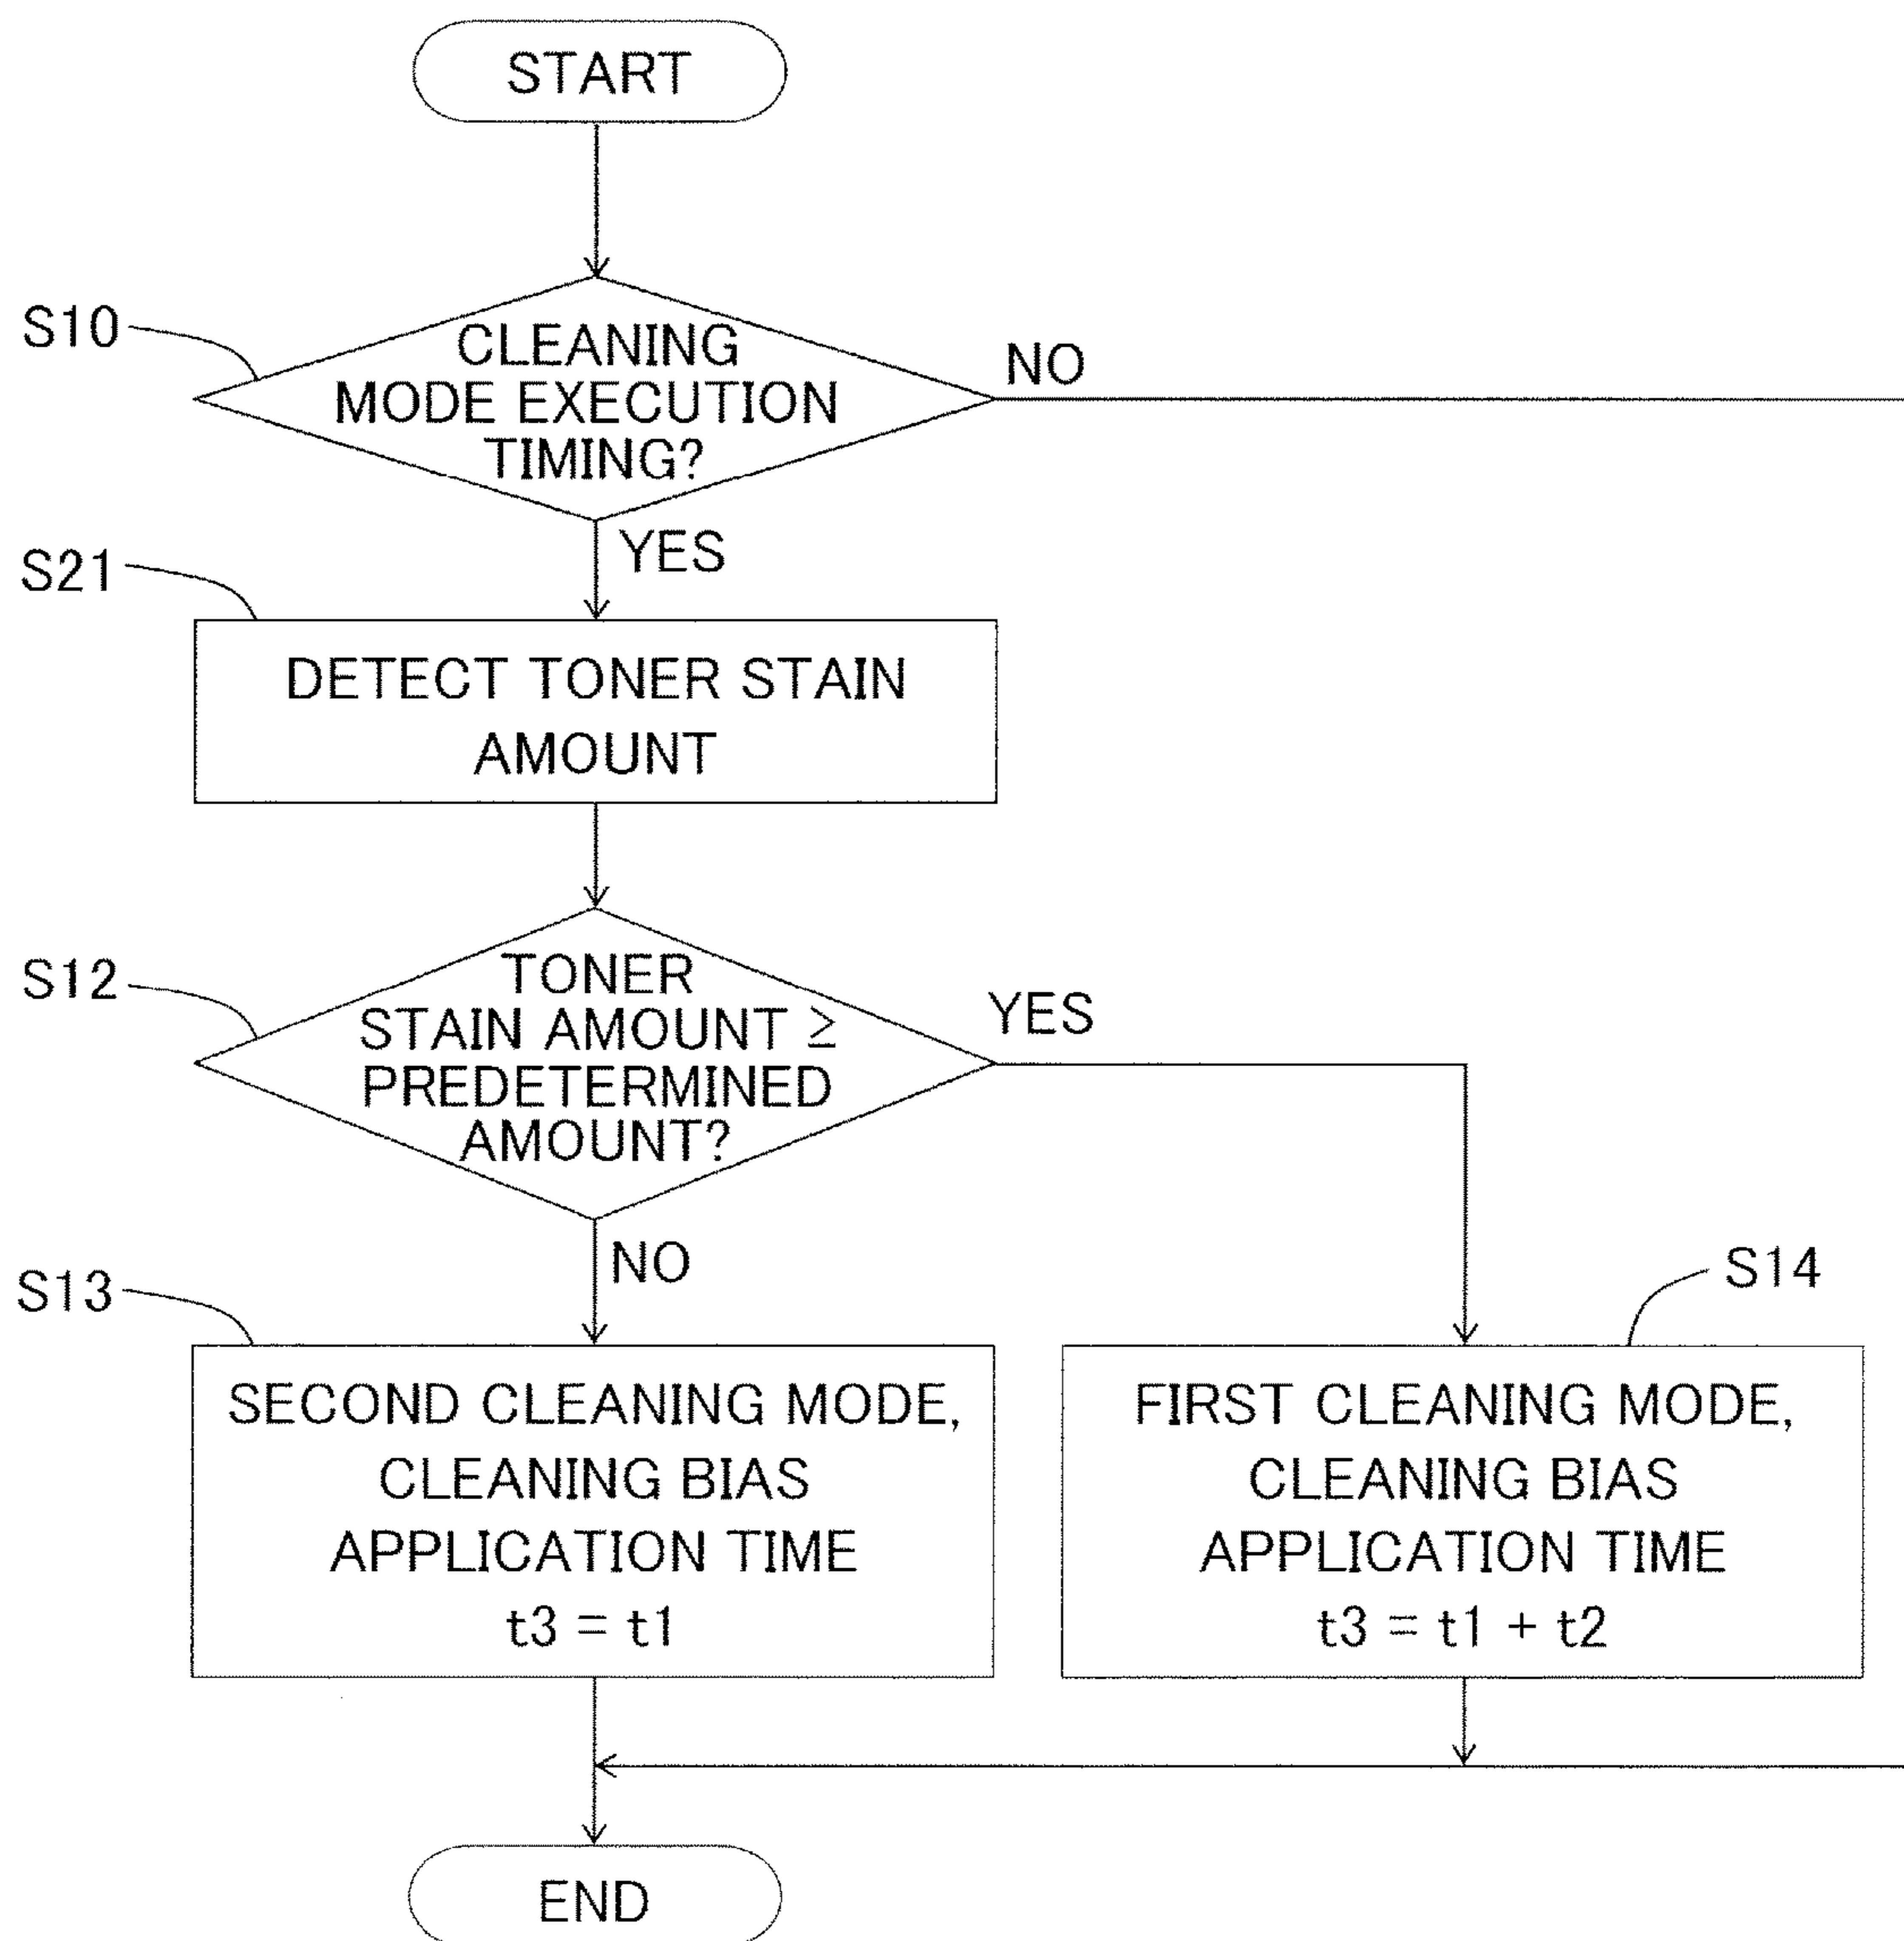 START
S10
CLEANING
MODE EXECUTION
TIMING?
NO
YES
S21
DETECT TONER STAIN
AMOUNT
S12
TONER
STAIN AMOUNT ≥
PREDETERMINED
AMOUNT?
YES
NO
S13
SECOND CLEANING MODE,
CLEANING BIAS
APPLICATION TIME
t3 = t1
S14
FIRST CLEANING MODE,
CLEANING BIAS
APPLICATION TIME
t3 = t1 + t2
END